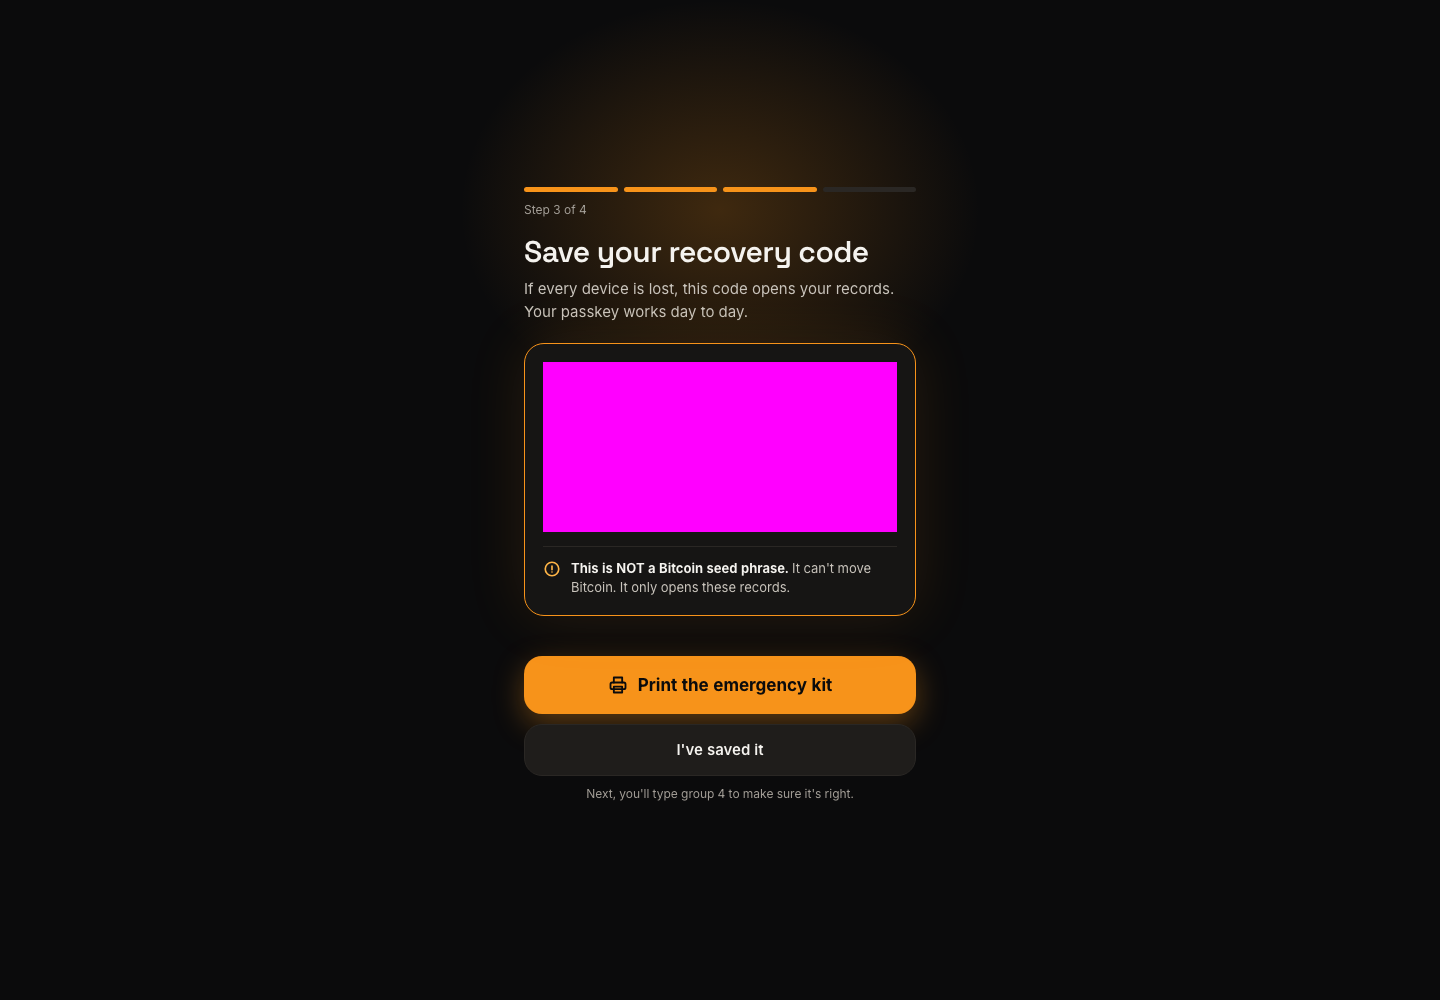 Step 3 of 4
Save your recovery code
If every device is lost, this code opens your records.
Your passkey works day to day.
This is NOT a Bitcoin seed phrase. It can't move
Bitcoin. It only opens these records.
Print the emergency kit
I've saved it
Next, you'll type group 4 to make sure it's right.